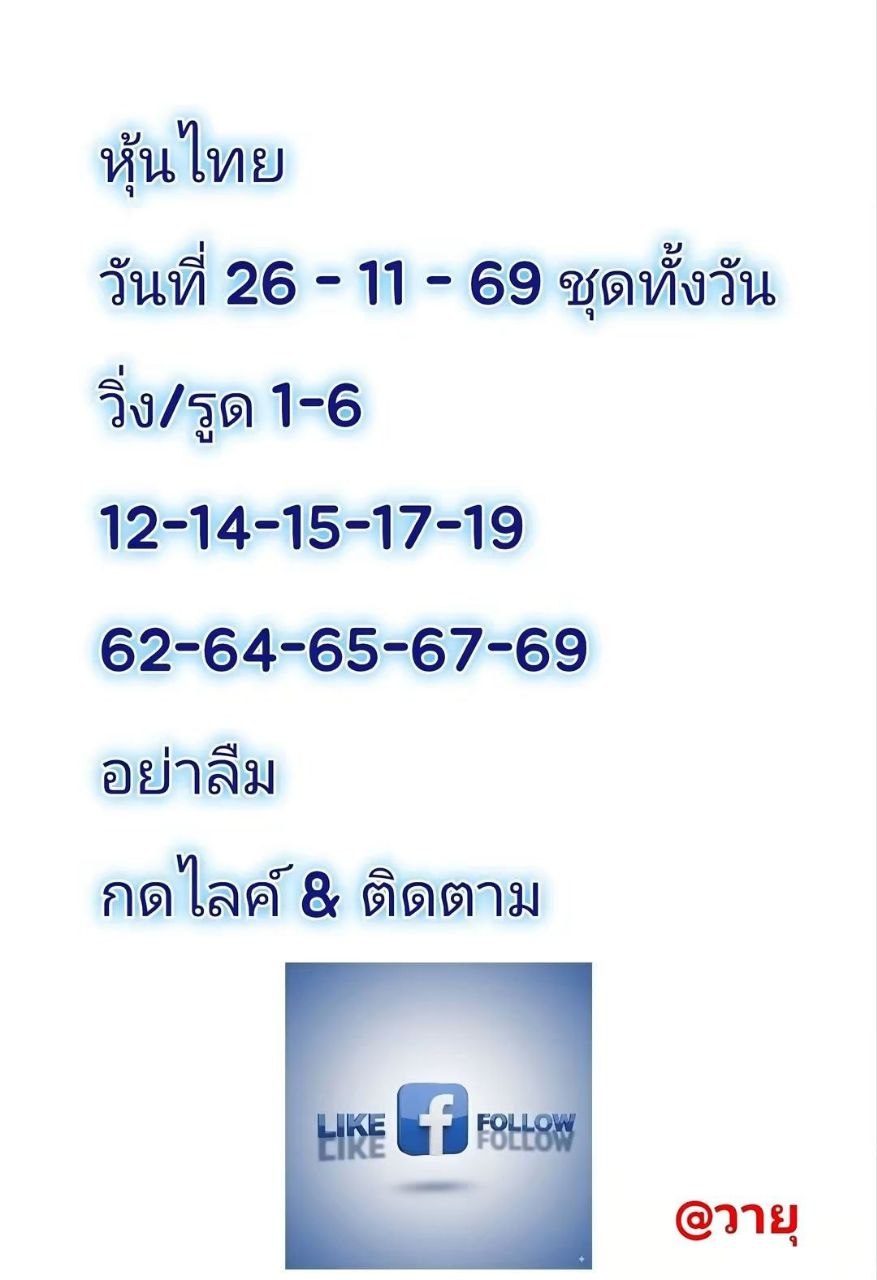 หุ้นไทย
วันที่ 26 - 11 - 69 ชุดทั้งวัน
วิ่ง/รูด 1-6
12-14-15-17-19
62-64-65-67-69
อย่าลืม
กดไลค์ & ติดตาม
LIKE f FOLLOW
@วายุ